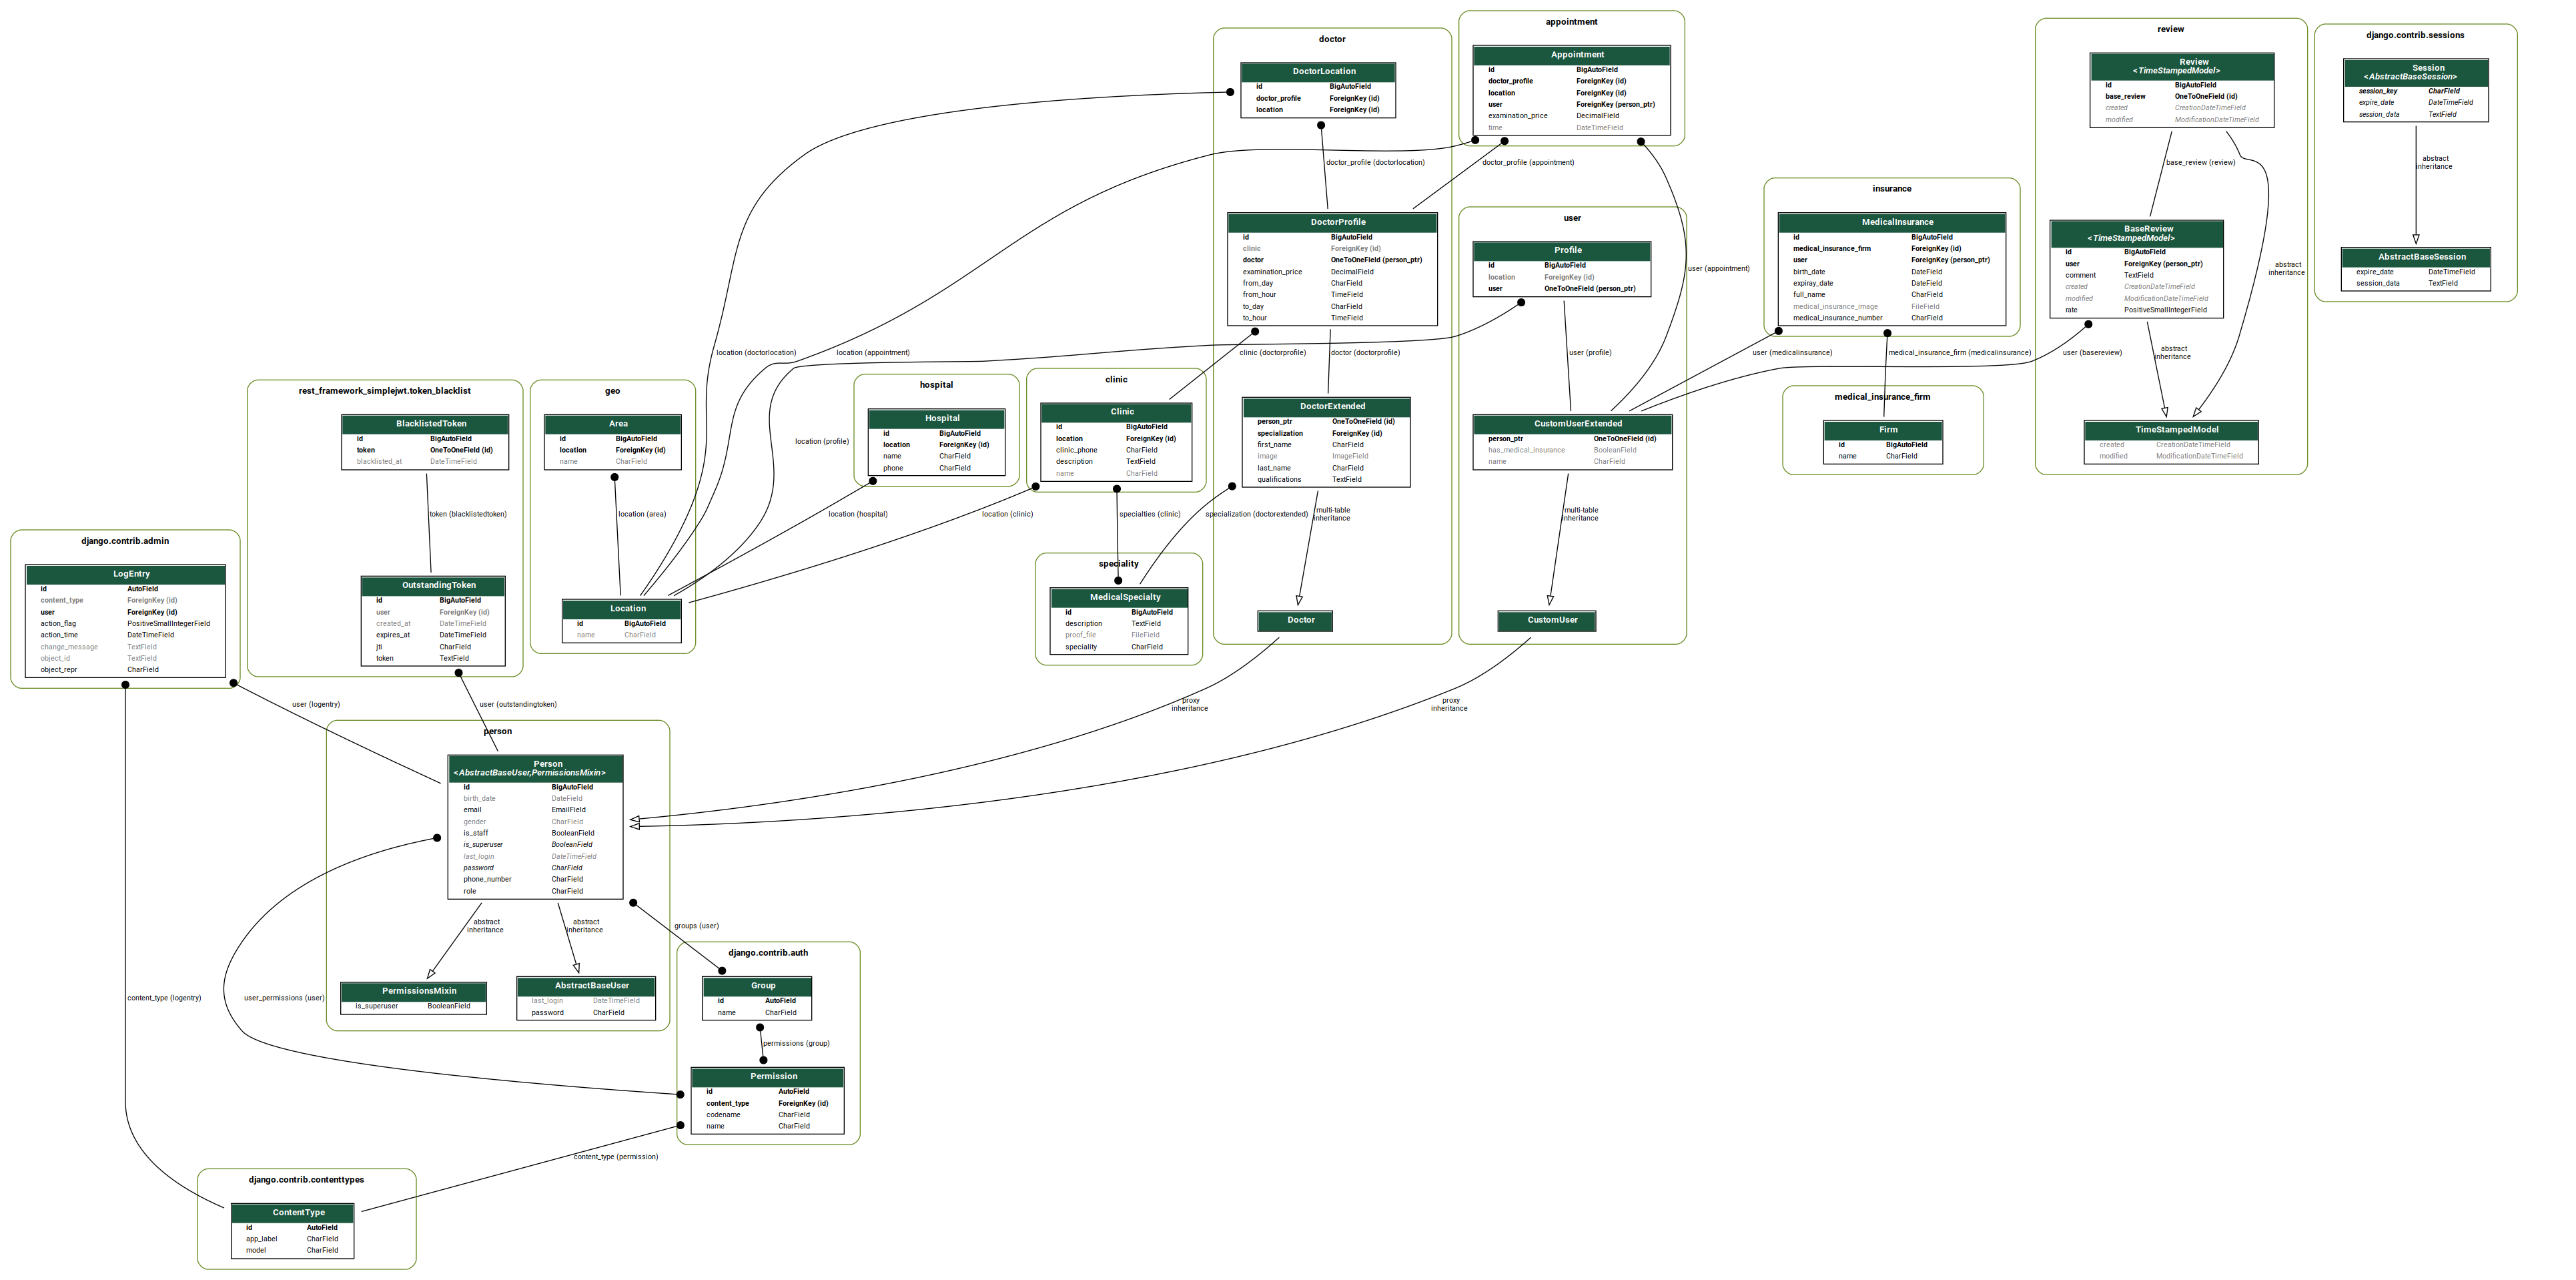 doctor
DoctorLocation
id BigAutoField
doctor_profile ForeignKey (id)
location ForeignKey (id)
doctor_profile (doctorlocation)
DoctorProfile
id BigAutoField
clinic ForeignKey (id)
doctor OneToOneField (person_ptr)
examination_price DecimalField
from_day CharField
from_hour TimeField
to_day CharField
to_hour TimeField
clinic (doctorprofile)
doctor (doctorprofile)
DoctorExtended
person_ptr OneToOneField (id)
specialization ForeignKey (id)
first_name CharField
image ImageField
last_name CharField
qualifications TextField
specialization (doctorextended)
multi-table
inheritance
Doctor
appointment
Appointment
id BigAutoField
doctor_profile ForeignKey (id)
location ForeignKey (id)
user ForeignKey (person_ptr)
examination_price DecimalField
time DateTimeField
doctor_profile (appointment)
user (appointment)
user
Profile
id BigAutoField
location ForeignKey (id)
user OneToOneField (person_ptr)
user (profile)
CustomUserExtended
person_ptr OneToOneField (id)
has_medical_insurance BooleanField
name CharField
multi-table
inheritance
CustomUser
insurance
MedicalInsurance
id BigAutoField
medical_insurance_firm ForeignKey (id)
user ForeignKey (person_ptr)
birth_date DateField
expiray_date DateField
full_name CharField
medical_insurance_image FileField
medical_insurance_number CharField
user (medicalinsurance)
medical_insurance_firm (medicalinsurance)
medical_insurance_firm
Firm
id BigAutoField
name CharField
review
Review
<TimeStampedModel>
id BigAutoField
base_review OneToOneField (id)
created CreationDateTimeField
modified ModificationDateTimeField
base_review (review)
abstract
inheritance
BaseReview
<TimeStampedModel>
id BigAutoField
user ForeignKey (person_ptr)
comment TextField
created CreationDateTimeField
modified ModificationDateTimeField
rate PositiveSmallIntegerField
user (basereview)
abstract
inheritance
TimeStampedModel
created CreationDateTimeField
modified ModificationDateTimeField
django.contrib.sessions
Session
<AbstractBaseSession>
session_key CharField
expire_date DateTimeField
session_data TextField
abstract
inheritance
AbstractBaseSession
expire_date DateTimeField
session_data TextField
location (doctorlocation)
location (appointment)
location (profile)
rest_framework_simplejwt.token_blacklist
BlacklistedToken
id BigAutoField
token OneToOneField (id)
blacklisted_at DateTimeField
token (blacklistedtoken)
OutstandingToken
id BigAutoField
user ForeignKey (id)
created_at DateTimeField
expires_at DateTimeField
jti CharField
token TextField
geo
Area
id BigAutoField
location ForeignKey (id)
name CharField
location (area)
Location
id BigAutoField
name CharField
hospital
Hospital
id BigAutoField
location ForeignKey (id)
name CharField
phone CharField
location (hospital)
clinic
Clinic
id BigAutoField
location ForeignKey (id)
clinic_phone CharField
description TextField
name CharField
location (clinic)
specialties (clinic)
speciality
MedicalSpecialty
id BigAutoField
description TextField
proof_file FileField
speciality CharField
django.contrib.admin
LogEntry
id AutoField
content_type ForeignKey (id)
user ForeignKey (id)
action_flag PositiveSmallIntegerField
action_time DateTimeField
change_message TextField
object_id TextField
object_repr CharField
user (logentry)
user (outstandingtoken)
proxy
inheritance
proxy
inheritance
person
Person
<AbstractBaseUser,PermissionsMixin>
id BigAutoField
birth_date DateField
email EmailField
gender CharField
is_staff BooleanField
is_superuser BooleanField
last_login DateTimeField
password CharField
phone_number CharField
role CharField
abstract
inheritance
abstract
inheritance
groups (user)
PermissionsMixin
is_superuser BooleanField
AbstractBaseUser
last_login DateTimeField
password CharField
content_type (logentry)
user_permissions (user)
django.contrib.auth
Group
id AutoField
name CharField
permissions (group)
Permission
id AutoField
content_type ForeignKey (id)
codename CharField
name CharField
content_type (permission)
django.contrib.contenttypes
ContentType
id AutoField
app_label CharField
model CharField